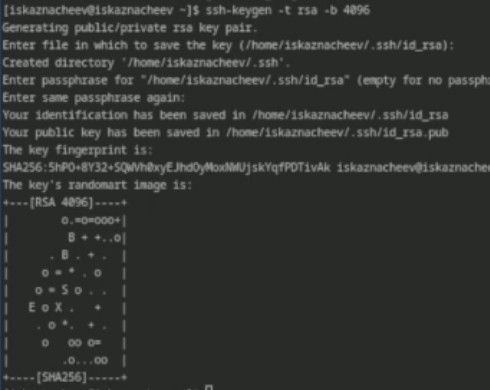 [iskaznacheev@iskaznacheev ~]$ ssh-keygen -t rsa -b 4096
Generating public/private rsa key pair.
Enter file in which to save the key (/home/iskaznacheev/.ssh/id_rsa):
Created directory '/home/iskaznacheev/.ssh'.
Enter passphrase for "/home/iskaznacheev/.ssh/id_rsa" (empty for no passph
Enter same passphrase again:
Your identification has been saved in /home/iskaznacheev/.ssh/id_rsa
Your public key has been saved in /home/iskaznacheev/.ssh/id_rsa.pub
The key fingerprint is:
SHA256:5hPO+8Y32+SQWVh0xyEJhdOyMoxNWUjskYqfPDTivAk iskaznacheev@iskaznache
The key's randomart image is:
+---[RSA 4096]----+
|        o.=o=ooo+|
|         B + +..o|
|      . B . + .  |
|     o = * . o   |
|    o = S o . .  |
|   E o X .   +   |
|    . o *.  + .  |
|     o   oo o=   |
|        .o...oo  |
+----[SHA256]-----+